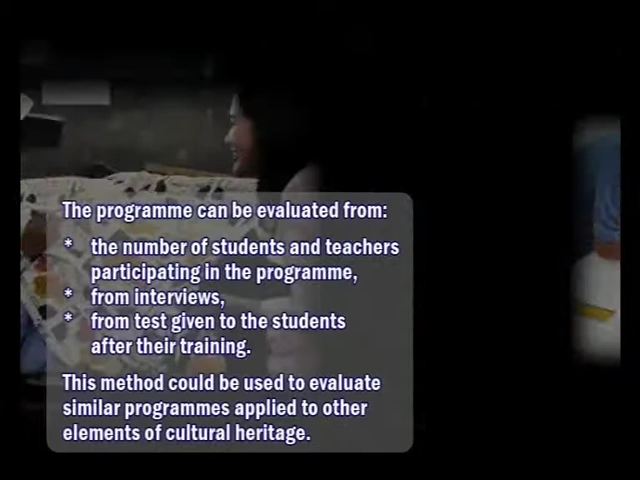 The programme can be evaluated from:
* the number of students and teachers
participating in the programme,
* from interviews,
* from test given to the students
after their training.
This method could be used to evaluate
similar programmes applied to other
elements of cultural heritage.